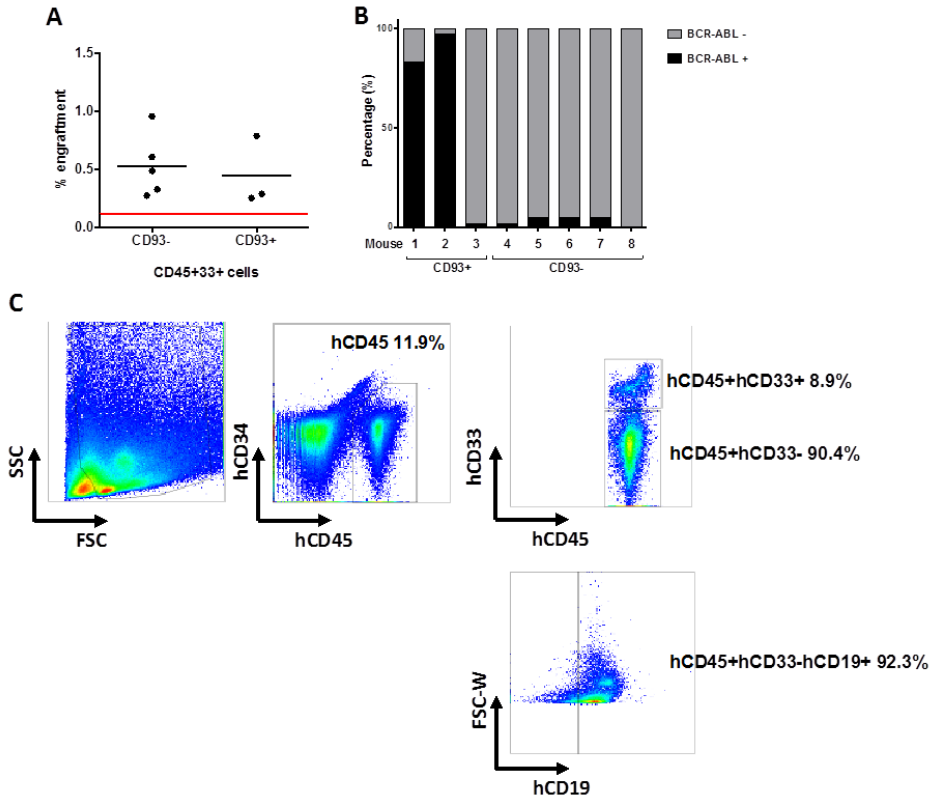 A
1.5
1.0
0.5
0.0
% engraftment
CD93-
CD93+
CD45+33+ cells
B
100
50
0
Percentage (%)
Mouse 1 2 3 4 5 6 7 8
CD93+
CD93-
BCR-ABL -
BCR-ABL +
C
SSC
FSC
hCD45 11.9%
hCD34
hCD45
hCD45+hCD33+ 8.9%
hCD45+hCD33- 90.4%
hCD33
hCD45
hCD45+hCD33-hCD19+ 92.3%
FSC-W
hCD19